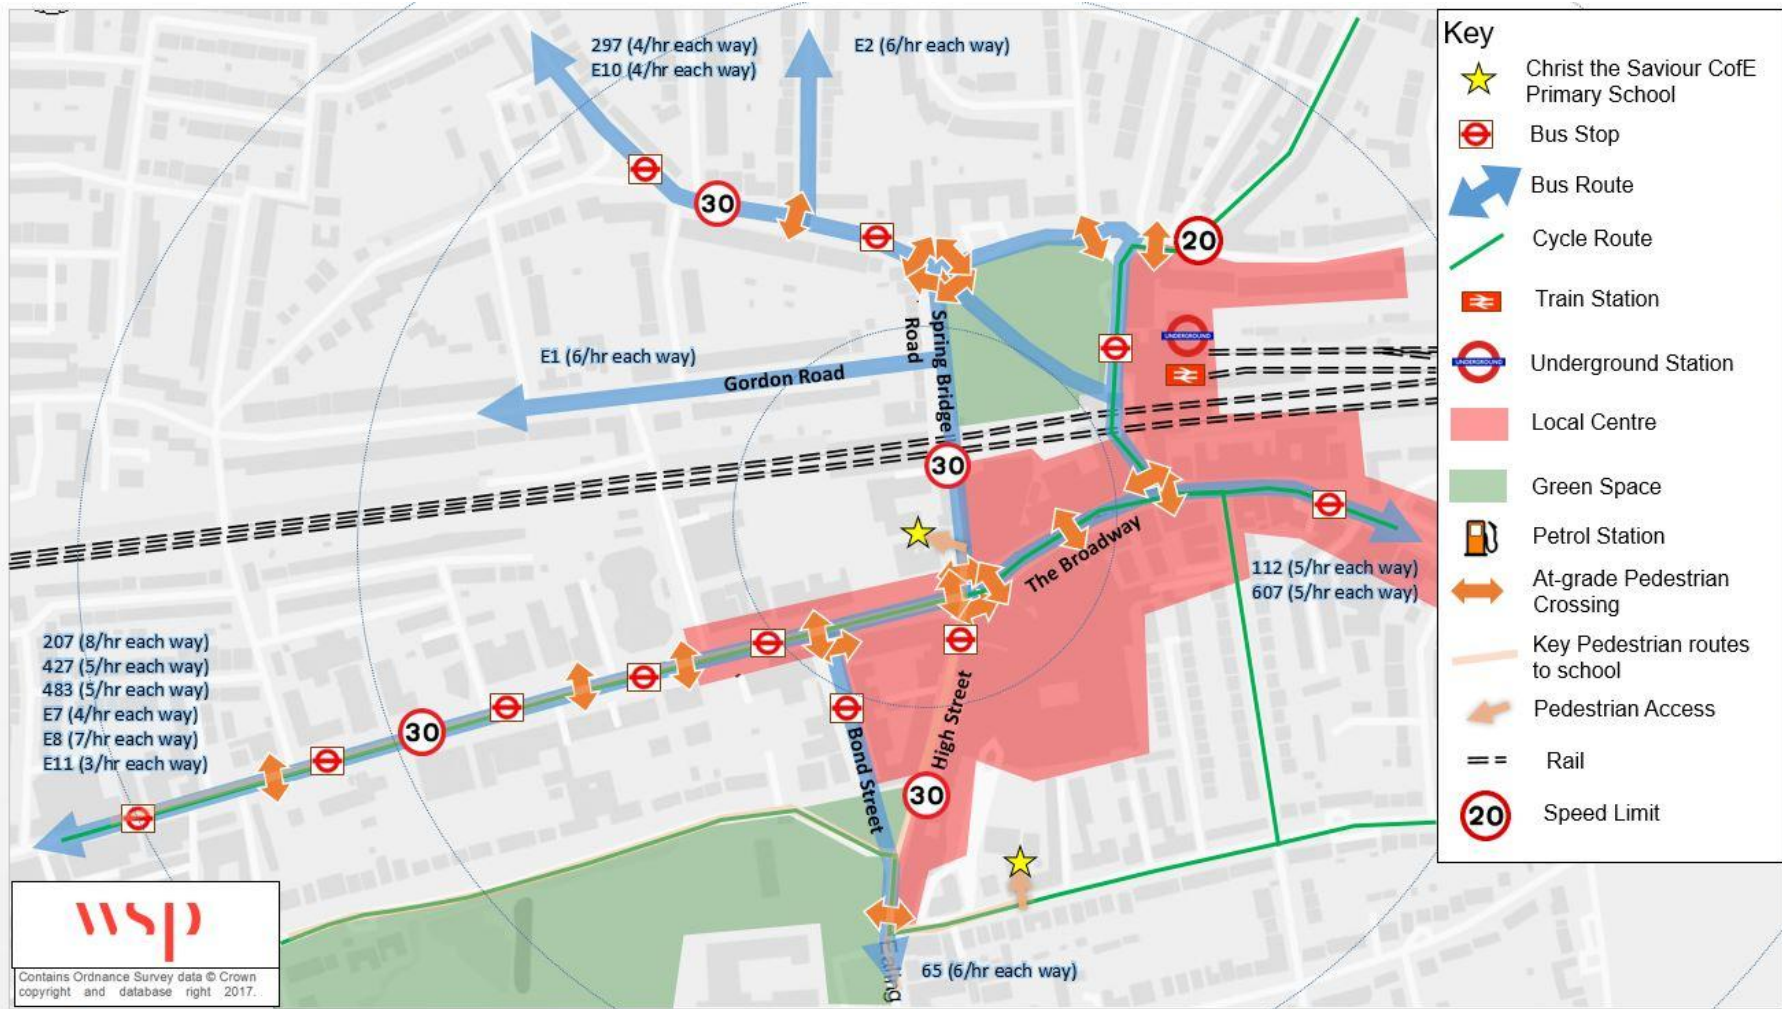 297 (4/hr each way)
E10 (4/hr each way)
E2 (6/hr each way)
30
20
E1 (6/hr each way)
Gordon Road
Spring Bridge
Road
UNDERGROUND
30
The Broadway
112 (5/hr each way)
607 (5/hr each way)
207 (8/hr each way)
427 (5/hr each way)
483 (5/hr each way)
E7 (4/hr each way)
E8 (7/hr each way)
E11 (3/hr each way)
30
Bond Street
High Street
30
Ealing
65 (6/hr each way)
wsp
Contains Ordnance Survey data © Crown
copyright and database right 2017.
Key
Christ the Saviour CofE
Primary School
Bus Stop
Bus Route
Cycle Route
Train Station
UNDERGROUND
Underground Station
Local Centre
Green Space
Petrol Station
At-grade Pedestrian
Crossing
Key Pedestrian routes
to school
Pedestrian Access
Rail
20
Speed Limit